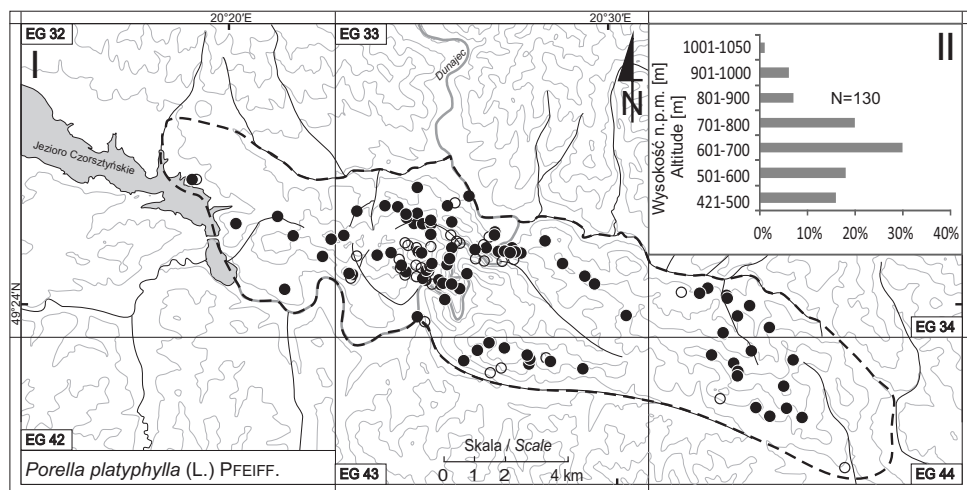 20°20'E
20°30'E
EG 32
EG 33
I
II
Dunajec
N
Jezioro Czorsztyńskie
Wysokość n.p.m. [m]
Altitude [m]
1001-1050
901-1000
801-900
701-800
601-700
501-600
421-500
N=130
0%
10%
20%
30%
40%
49°24'N
EG 34
EG 42
EG 43
EG 44
Skala / Scale
0 1 2 4 km
Porella platyphylla (L.) PFEIFF.